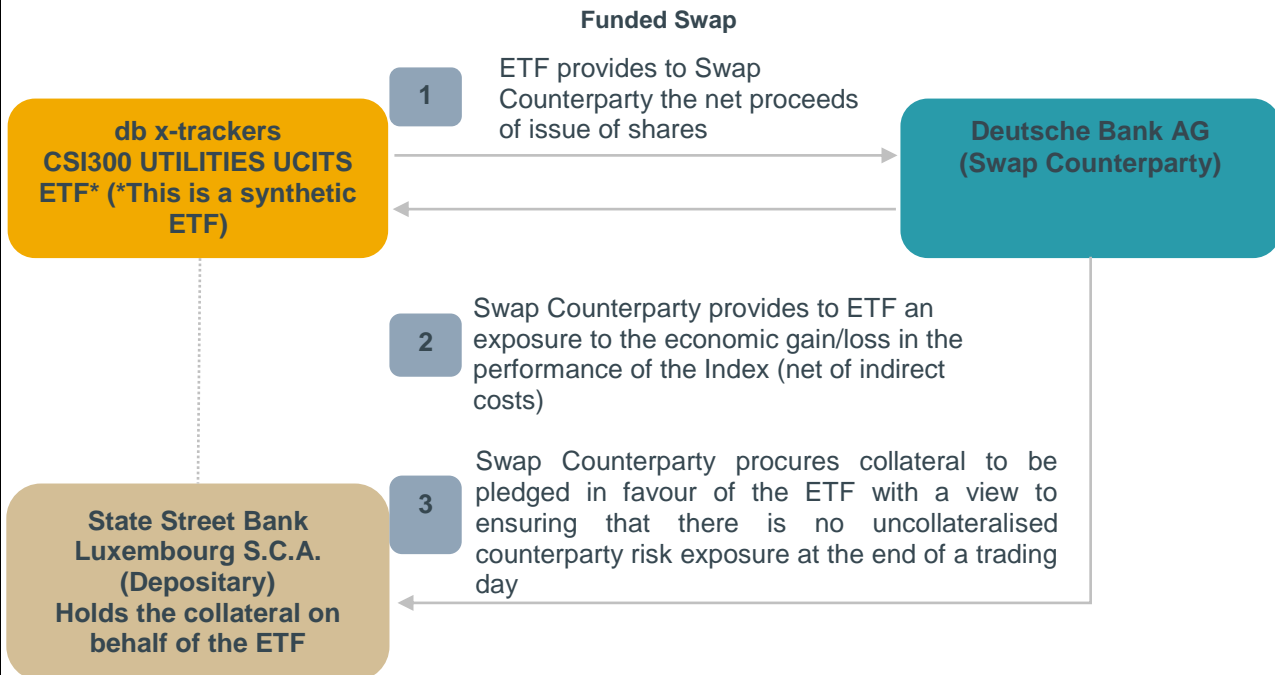 Funded Swap
1
ETF provides to Swap
Counterparty the net proceeds
of issue of shares
db x-trackers
CSI300 UTILITIES UCITS
ETF* (*This is a synthetic
ETF)
Deutsche Bank AG
(Swap Counterparty)
2
Swap Counterparty provides to ETF an
exposure to the economic gain/loss in the
performance of the Index (net of indirect
costs)
3
Swap Counterparty procures collateral to be
pledged in favour of the ETF with a view to
ensuring that there is no uncollateralised
counterparty risk exposure at the end of a trading
day
State Street Bank
Luxembourg S.C.A.
(Depositary)
Holds the collateral on
behalf of the ETF